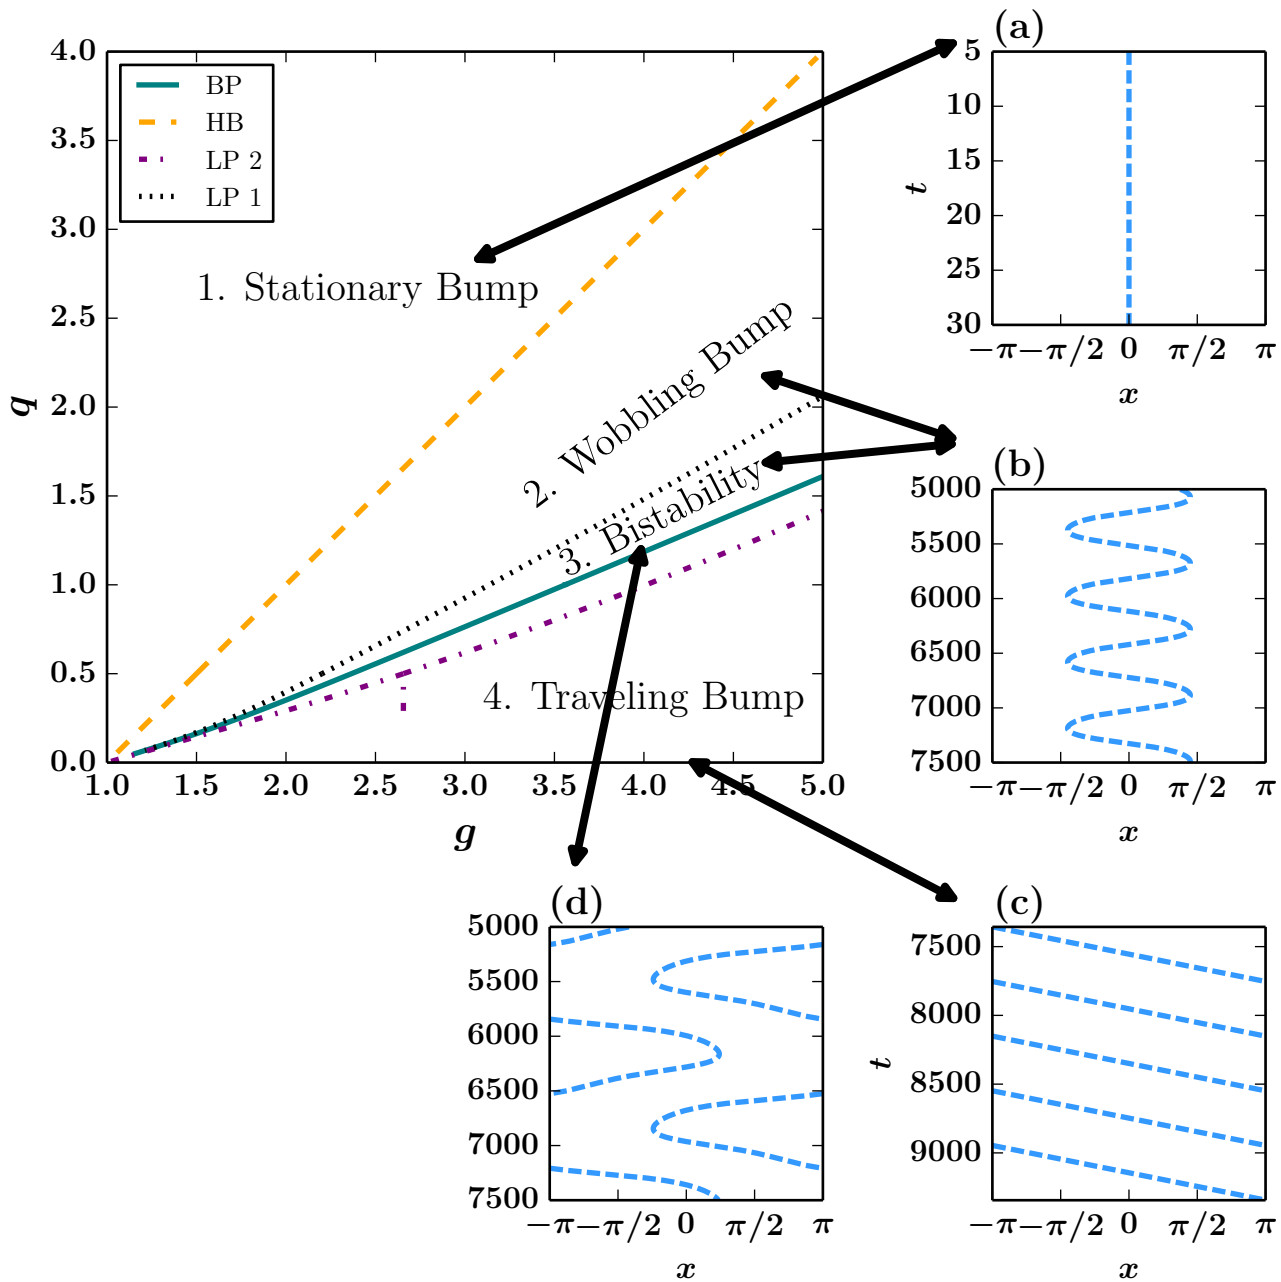 (a)
4.0
3.5
3.0
2.5
2.0
1.5
1.0
0.5
0.0
q
BP
HB
LP 2
LP 1
1. Stationary Bump
2. Wobbling Bump
3. Bistability
4. Traveling Bump
1.0 1.5 2.0 2.5 3.0 3.5 4.0 4.5 5.0
g
5
10
15
20
25
30
t
−π −π/2 0 π/2 π
x
(b)
5000
5500
6000
6500
7000
7500
−π −π/2 0 π/2 π
x
(d)
5000
5500
6000
6500
7000
7500
−π −π/2 0 π/2 π
x
(c)
7500
8000
8500
9000
t
−π −π/2 0 π/2 π
x